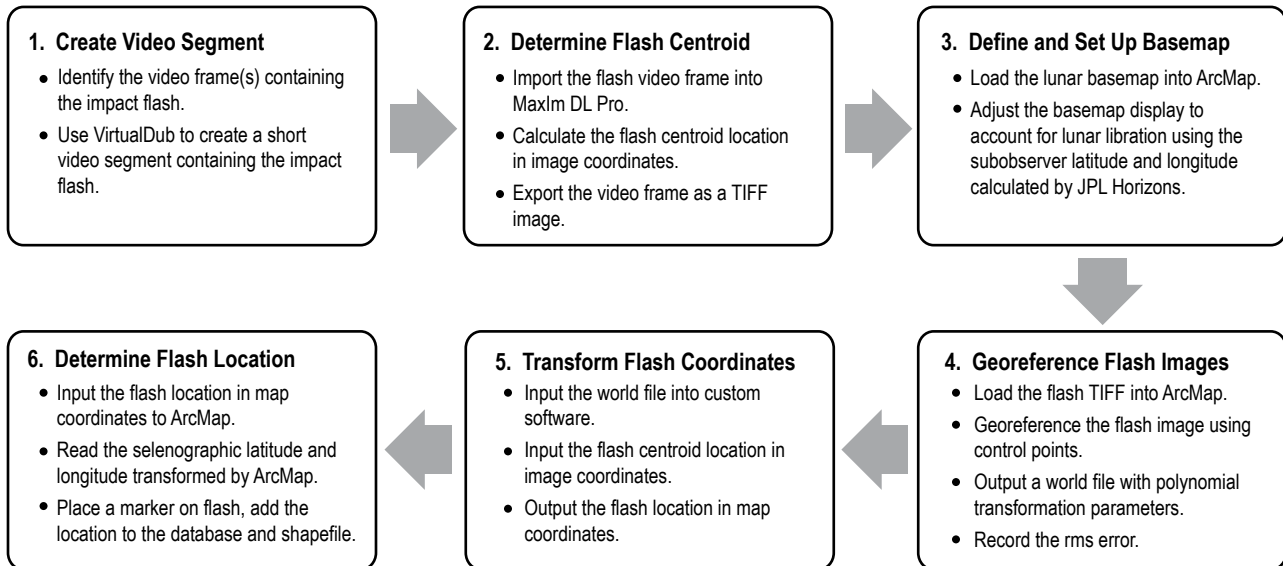 1. Create Video Segment
• Identify the video frame(s) containing
the impact flash.
• Use VirtualDub to create a short
video segment containing the impact
flash.
2. Determine Flash Centroid
• Import the flash video frame into
MaxIm DL Pro.
• Calculate the flash centroid location
in image coordinates.
• Export the video frame as a TIFF
image.
3. Define and Set Up Basemap
• Load the lunar basemap into ArcMap.
• Adjust the basemap display to
account for lunar libration using the
subobserver latitude and longitude
calculated by JPL Horizons.
4. Georeference Flash Images
• Load the flash TIFF into ArcMap.
• Georeference the flash image using
control points.
• Output a world file with polynomial
transformation parameters.
• Record the rms error.
5. Transform Flash Coordinates
• Input the world file into custom
software.
• Input the flash centroid location in
image coordinates.
• Output the flash location in map
coordinates.
6. Determine Flash Location
• Input the flash location in map
coordinates to ArcMap.
• Read the selenographic latitude and
longitude transformed by ArcMap.
• Place a marker on flash, add the
location to the database and shapefile.